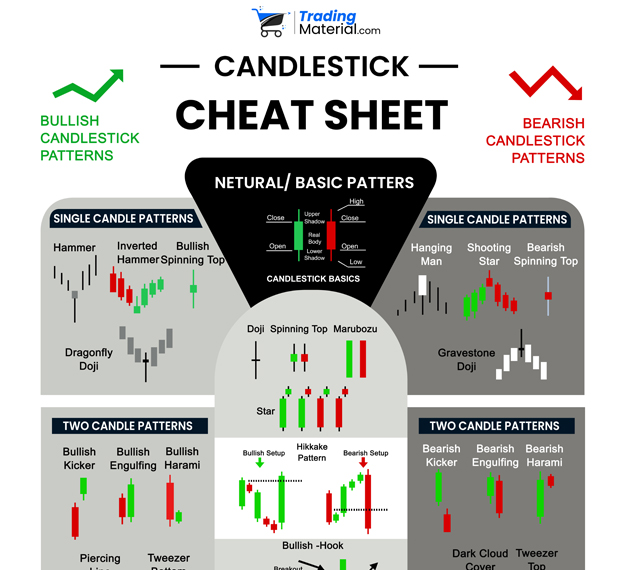 Trading
Material.com
CANDLESTICK
CHEAT SHEET
BULLISH
CANDLESTICK
PATTERNS
BEARISH
CANDLESTICK
PATTERNS
NETURAL/ BASIC PATTERS
High
Close
Upper
Shadow
Close
Real
Body
Open
Lower
Shadow
Open
Low
CANDLESTICK BASICS
SINGLE CANDLE PATTERNS
Hammer
Inverted
Hammer
Bullish
Spinning Top
Dragonfly
Doji
SINGLE CANDLE PATTERNS
Hanging
Man
Shooting
Star
Bearish
Spinning Top
Gravestone
Doji
Doji
Spinning Top
Marubozu
Star
TWO CANDLE PATTERNS
Bullish
Kicker
Bullish
Engulfing
Bullish
Harami
Piercing
Line
Tweezer
Bottom
Hikkake
Pattern
Bullish Setup
Bearish Setup
Bullish -Hook
Breakout
TWO CANDLE PATTERNS
Bearish
Kicker
Bearish
Engulfing
Bearish
Harami
Dark Cloud
Cover
Tweezer
Top